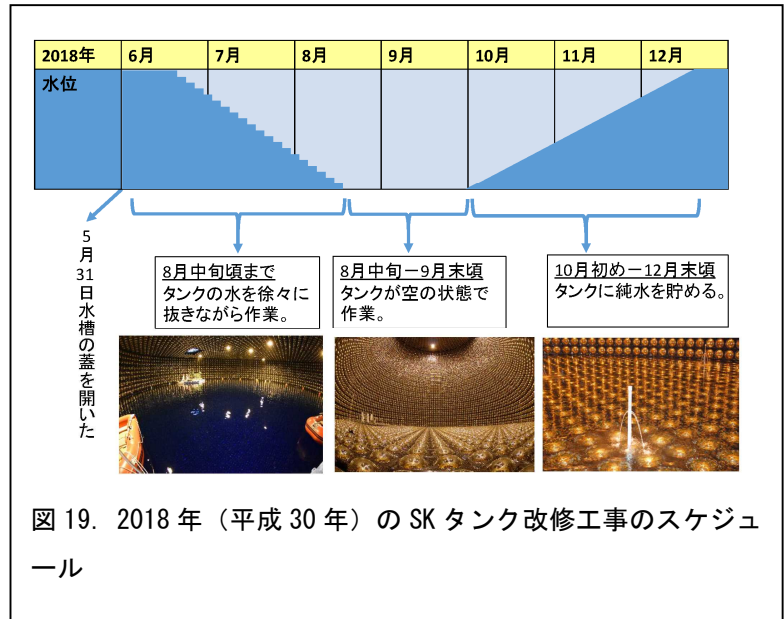 2018年 6月 7月 8月 9月 10月 11月 12月
水位
5月31日水槽の蓋を開いた
8月中旬頃まで
タンクの水を徐々に
抜きながら作業。
8月中旬－9月末頃
タンクが空の状態で
作業。
10月初め－12月末頃
タンクに純水を貯める。
図 19. 2018 年（平成 30 年）の SK タンク改修工事のスケジュ
ール